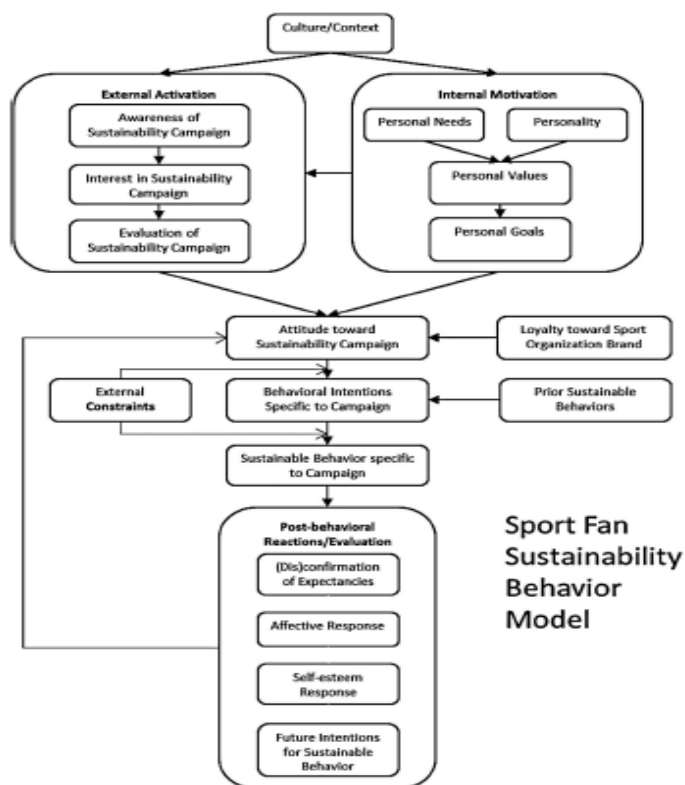 Culture/Context
External Activation
Awareness of
Sustainability Campaign
Interest in Sustainability
Campaign
Evaluation of
Sustainability Campaign
Internal Motivation
Personal Needs
Personality
Personal Values
Personal Goals
Attitude toward
Sustainability Campaign
Loyalty toward Sport
Organization Brand
External
Constraints
Behavioral Intentions
Specific to Campaign
Prior Sustainable
Behaviors
Sustainable Behavior specific
to Campaign
Post-behavioral
Reactions/Evaluation
(Dis)confirmation
of Expectancies
Affective Response
Self-esteem
Response
Future Intentions
for Sustainable
Behavior
Sport Fan
Sustainability
Behavior
Model